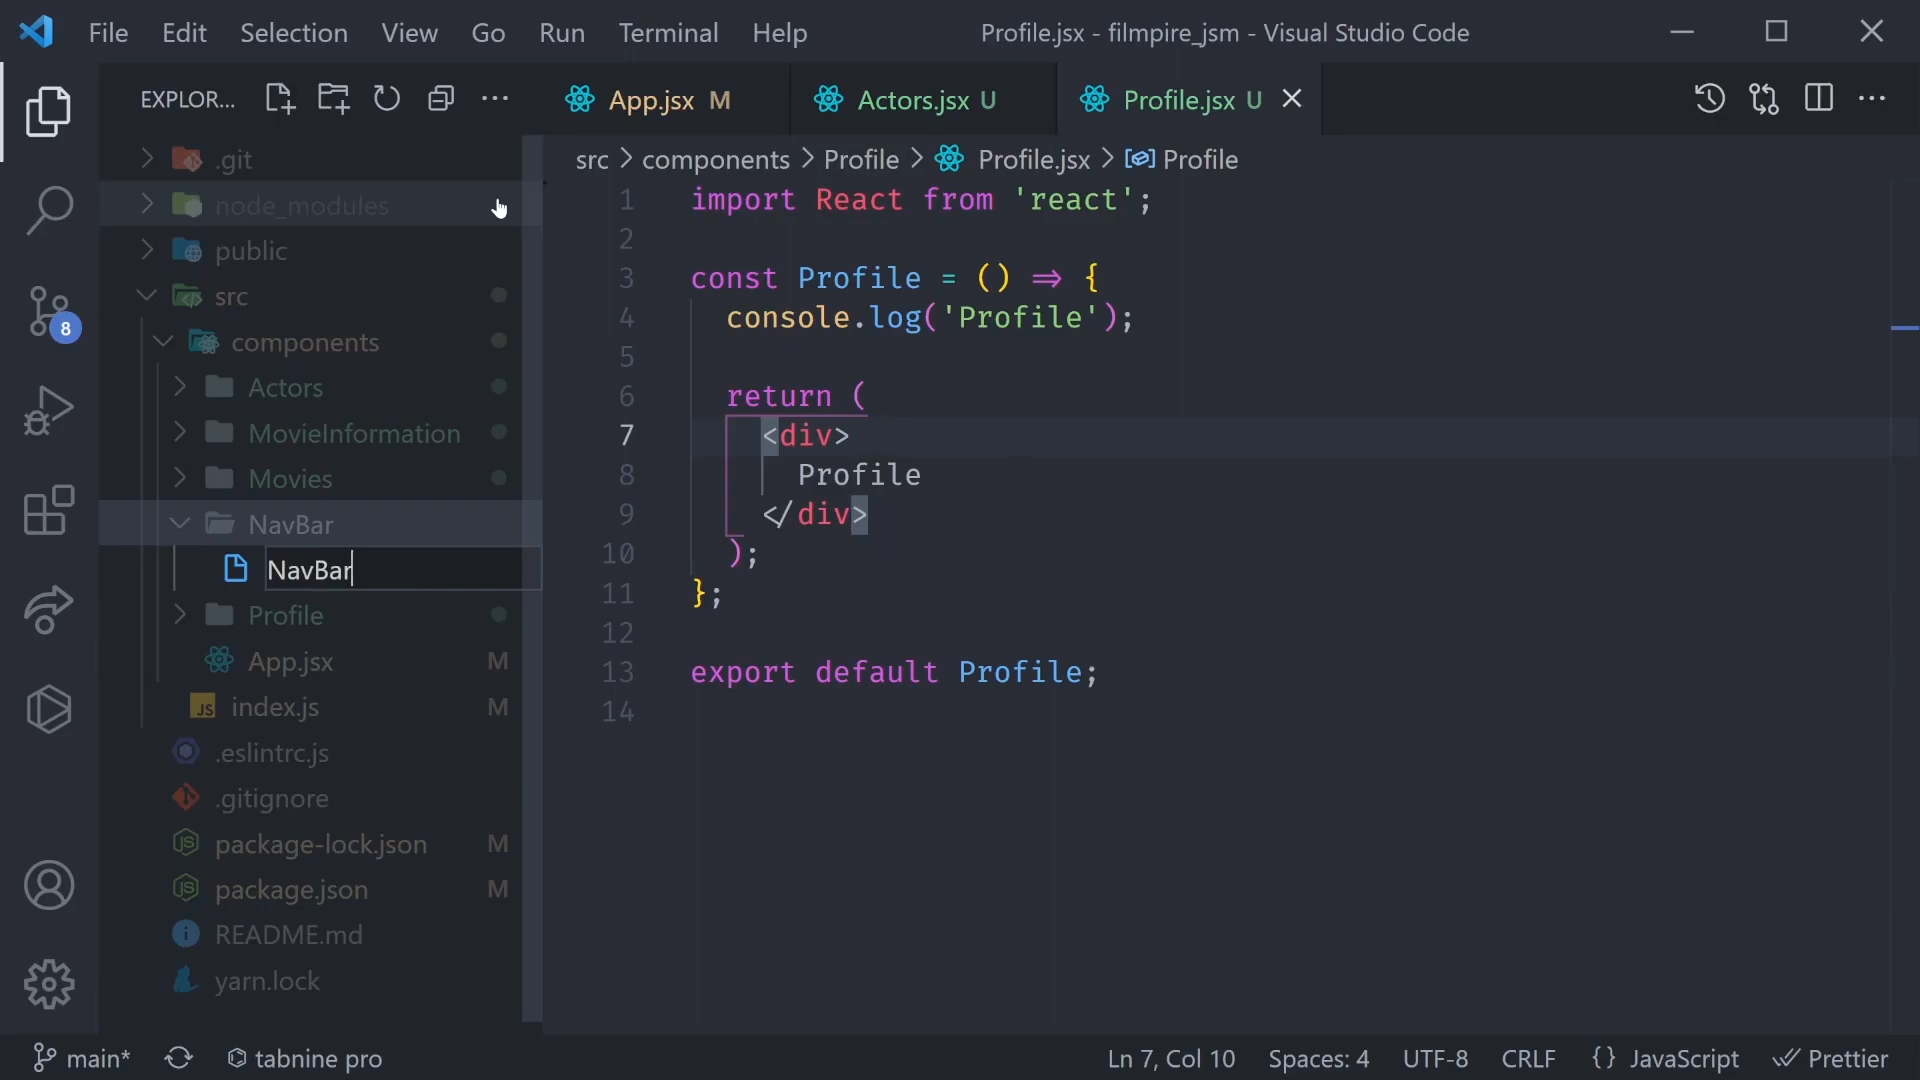 File Edit Selection View Go Run Terminal Help Profile.jsx - filmpire_jsm - Visual Studio Code
EXPLOR... App.jsx M Actors.jsx U Profile.jsx U
src > components > Profile > Profile.jsx > Profile
.git
node_modules
public
src
components
Actors
MovieInformation
Movies
NavBar
NavBar
Profile
App.jsx M
JS index.js M
.eslintrc.js
.gitignore
package-lock.json M
package.json M
README.md
yarn.lock
8
1 import React from 'react';
2
3 const Profile = () => {
4 console.log('Profile');
5
6 return (
7 <div>
8 Profile
9 </div>
10 );
11 };
12
13 export default Profile;
14
main* tabnine pro Ln 7, Col 10 Spaces: 4 UTF-8 CRLF {} JavaScript Prettier